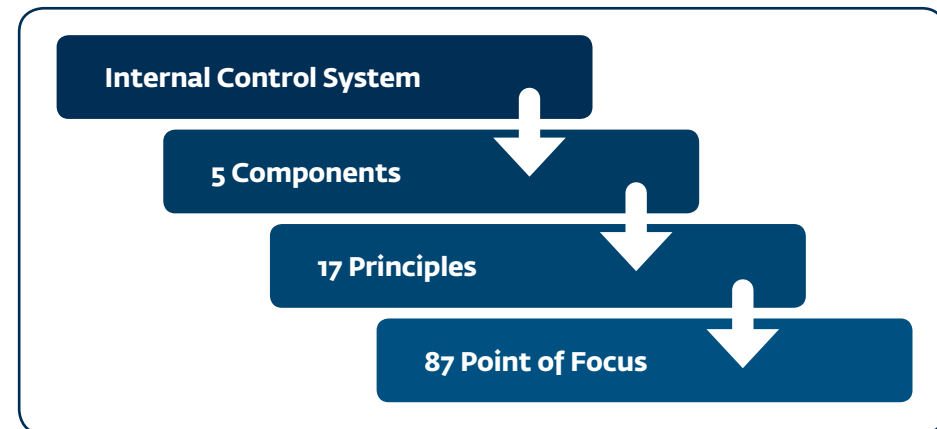 Internal Control System
5 Components
17 Principles
87 Point of Focus